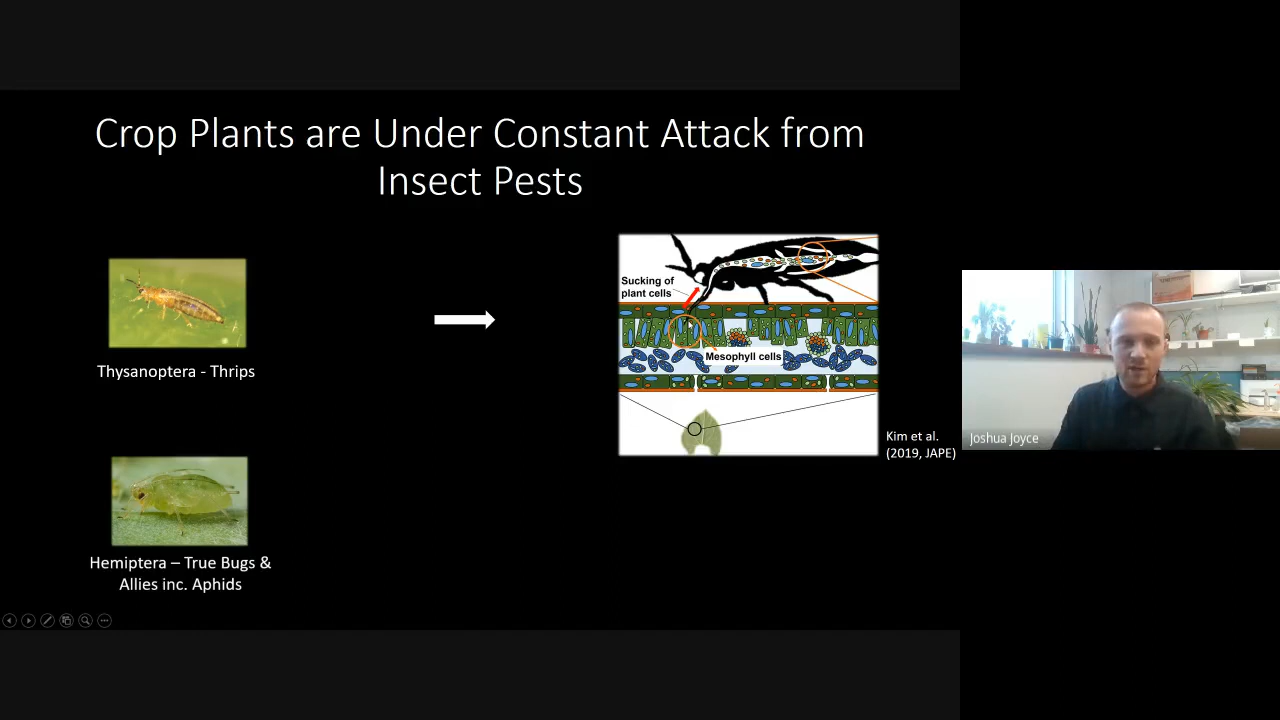 Crop Plants are Under Constant Attack from
Insect Pests
Thysanoptera - Thrips
Hemiptera – True Bugs &
Allies inc. Aphids
Sucking of
plant cells
Mesophyll cells
Kim et al.
(2019, JAPE)
Joshua Joyce